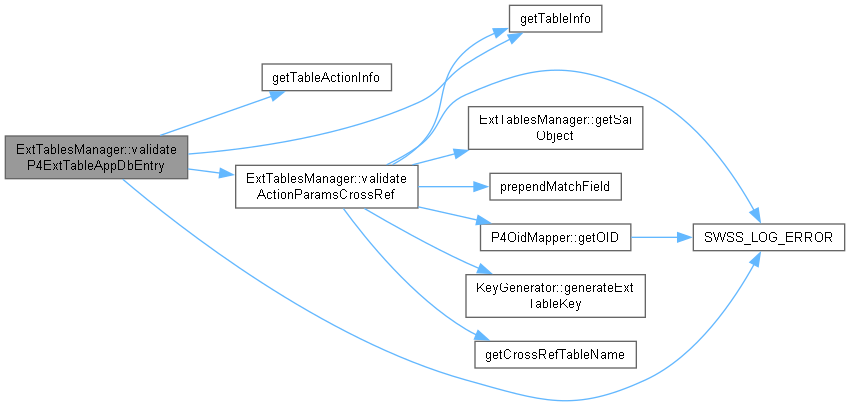 getTableInfo
getTableActionInfo
ExtTablesManager::getSai
Object
ExtTablesManager::validate
P4ExtTableAppDbEntry
ExtTablesManager::validate
ActionParamsCrossRef
prependMatchField
P4OidMapper::getOID
SWSS_LOG_ERROR
KeyGenerator::generateExt
TableKey
getCrossRefTableName